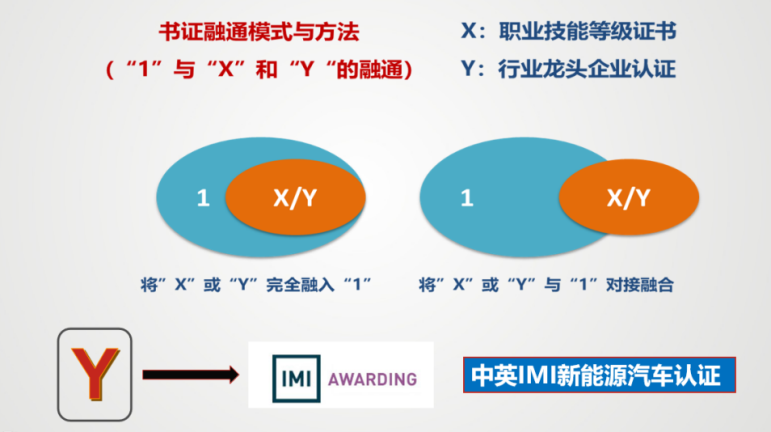 书证融通模式与方法
（“1”与“X”和“Y“的融通）
X：职业技能等级证书
Y：行业龙头企业认证
1
X/Y
1
X/Y
将”X”或“Y”完全融入“1”
将”X”或“Y”与“1”对接融合
Y
IMI AWARDING
中英IMI新能源汽车认证